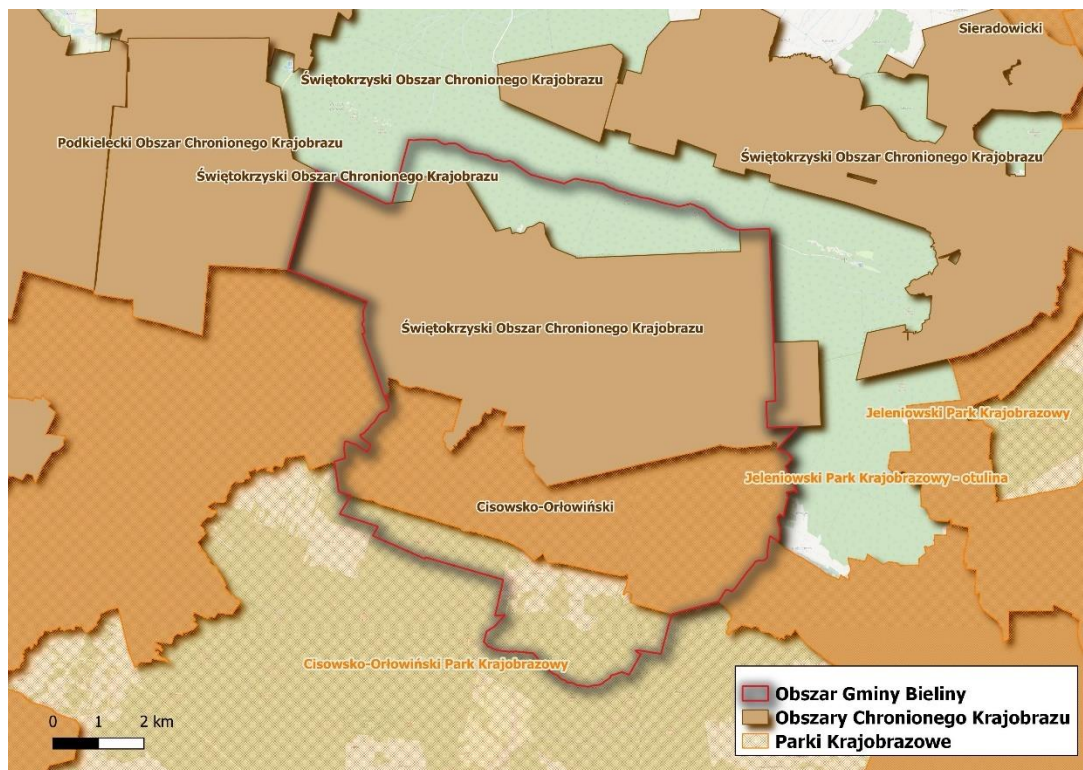 Sieradowicki
Świętokrzyski Obszar Chronionego Krajobrazu
Podkielecki Obszar Chronionego Krajobrazu
Świętokrzyski Obszar Chronionego Krajobrazu
Świętokrzyski Obszar Chronionego Krajobrazu
Świętokrzyski Obszar Chronionego Krajobrazu
Jeleniowski Park Krajobrazowy
Jeleniowski Park Krajobrazowy - otulina
Cisowsko-Orłowiński
Cisowsko-Orłowiński Park Krajobrazowy
0 1 2 km
Obszar Gminy Bieliny
Obszary Chronionego Krajobrazu
Parki Krajobrazowe